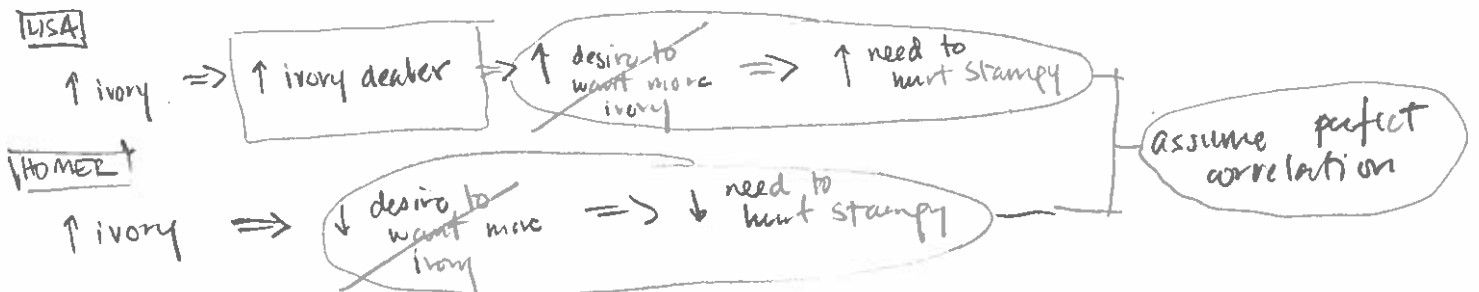 LISA
↑ ivory ⇒ ↑ ivory dealer ⇒ ↑ desire to want more ivory ⇒ ↑ need to hurt stampy
HOMER
↑ ivory ⇒ ↓ desire to want more ivory ⇒ ↓ need to hurt stampy
assume perfect
correlation